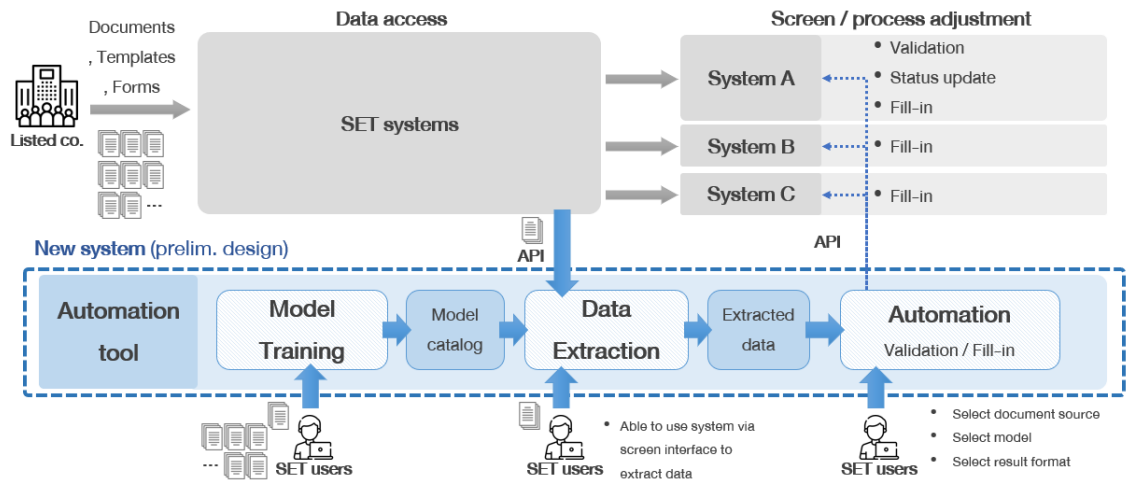 Data access
Screen / process adjustment
Documents
, Templates
, Forms
Listed co.
SET systems
System A
• Validation
• Status update
• Fill-in
System B
• Fill-in
System C
• Fill-in
...
API
API
New system (prelim. design)
Automation
tool
Model
Training
Model
catalog
Data
Extraction
Extracted
data
Automation
Validation / Fill-in
...
SET users
SET users
• Able to use system via
screen interface to
extract data
SET users
• Select document source
• Select model
• Select result format